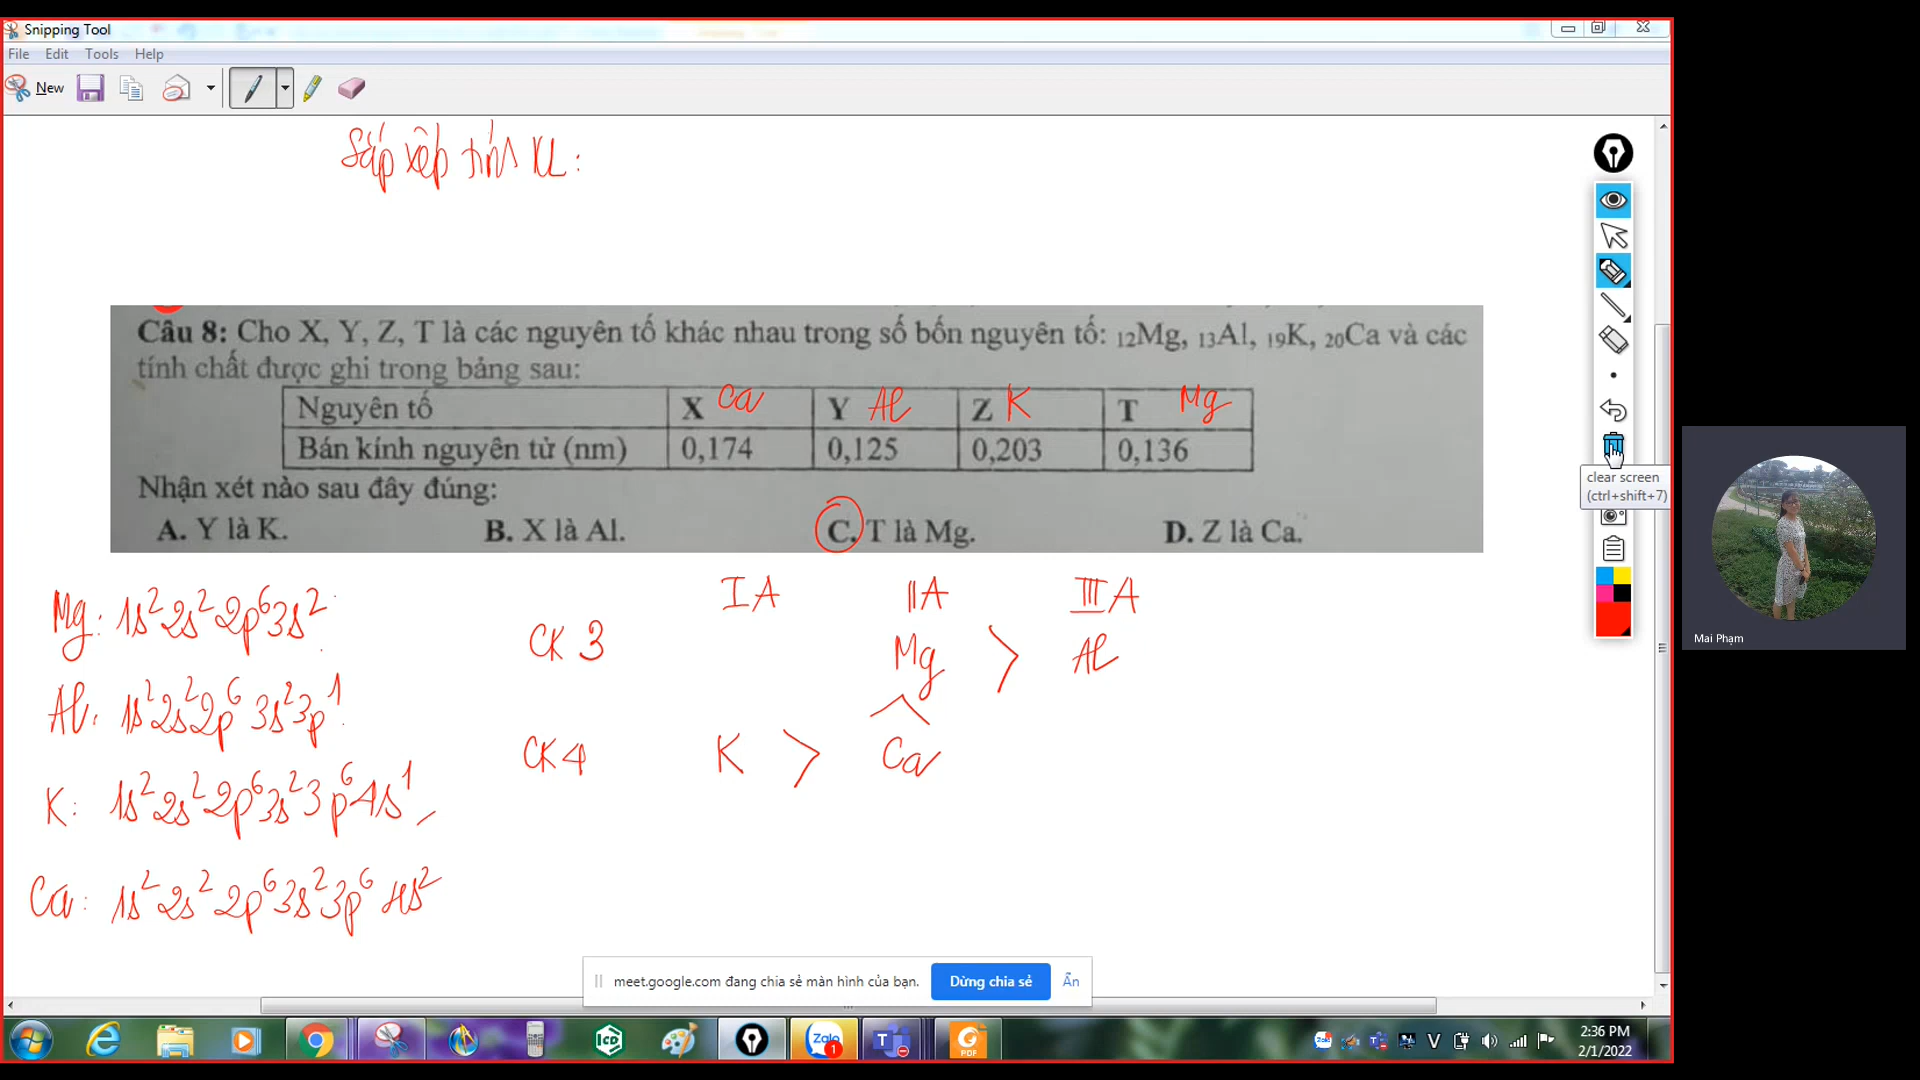 Snipping Tool
File Edit Tools Help
New
Sắp xếp tính KL:
Câu 8: Cho X, Y, Z, T là các nguyên tố khác nhau trong số bốn nguyên tố: ₁₂Mg, ₁₃Al, ₁₉K, ₂₀Ca và các
tính chất được ghi trong bảng sau:
Nguyên tố X Ca Y Al Z K T Mg
Bán kính nguyên tử (nm) 0,174 0,125 0,203 0,136
Nhận xét nào sau đây đúng:
A. Y là K. B. X là Al. C. T là Mg. D. Z là Ca.
clear screen
(ctrl+shift+7)
Mai Phạm
IA IIA IIIA
Mg: 1s²2s²2p⁶3s²
CK 3 Mg > Al
Al: 1s²2s²2p⁶3s²3p¹
CK4 K > Ca
K: 1s²2s²2p⁶3s²3p⁶4s¹
Ca: 1s²2s²2p⁶3s²3p⁶4s²
meet.google.com đang chia sẻ màn hình của bạn. Dừng chia sẻ Ẩn
Zalo 1
PDF
V
2:36 PM
2/1/2022